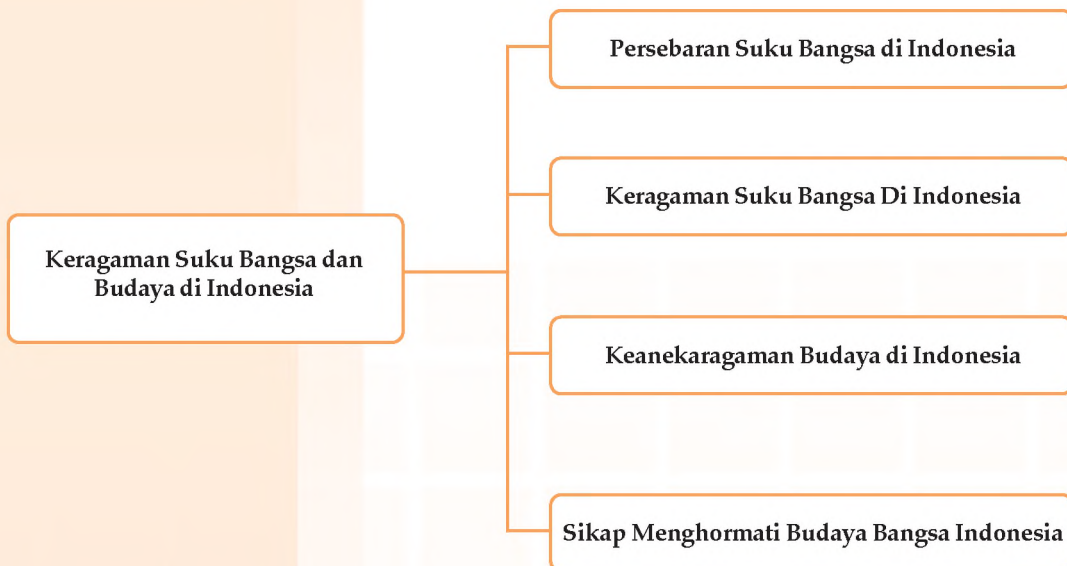 Persebaran Suku Bangsa di Indonesia
Keragaman Suku Bangsa Di Indonesia
Keragaman Suku Bangsa dan
Budaya di Indonesia
Keanekaragaman Budaya di Indonesia
Sikap Menghormati Budaya Bangsa Indonesia